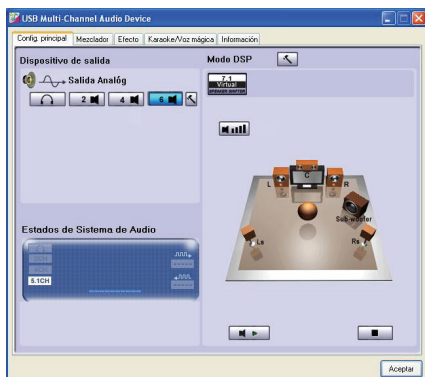 USB Multi-Channel Audio Device
Config. principal Mezclador Efecto Karaoke/Voz mágica Información
Dispositivo de salida
Salida Analóg
2 4 6
Modo DSP
7.1
Virtual
SPEAKER SHIFTER
L C R
Sub-woofer
Ls Rs
Estados de Sistema de Audio
5.1CH
Aceptar